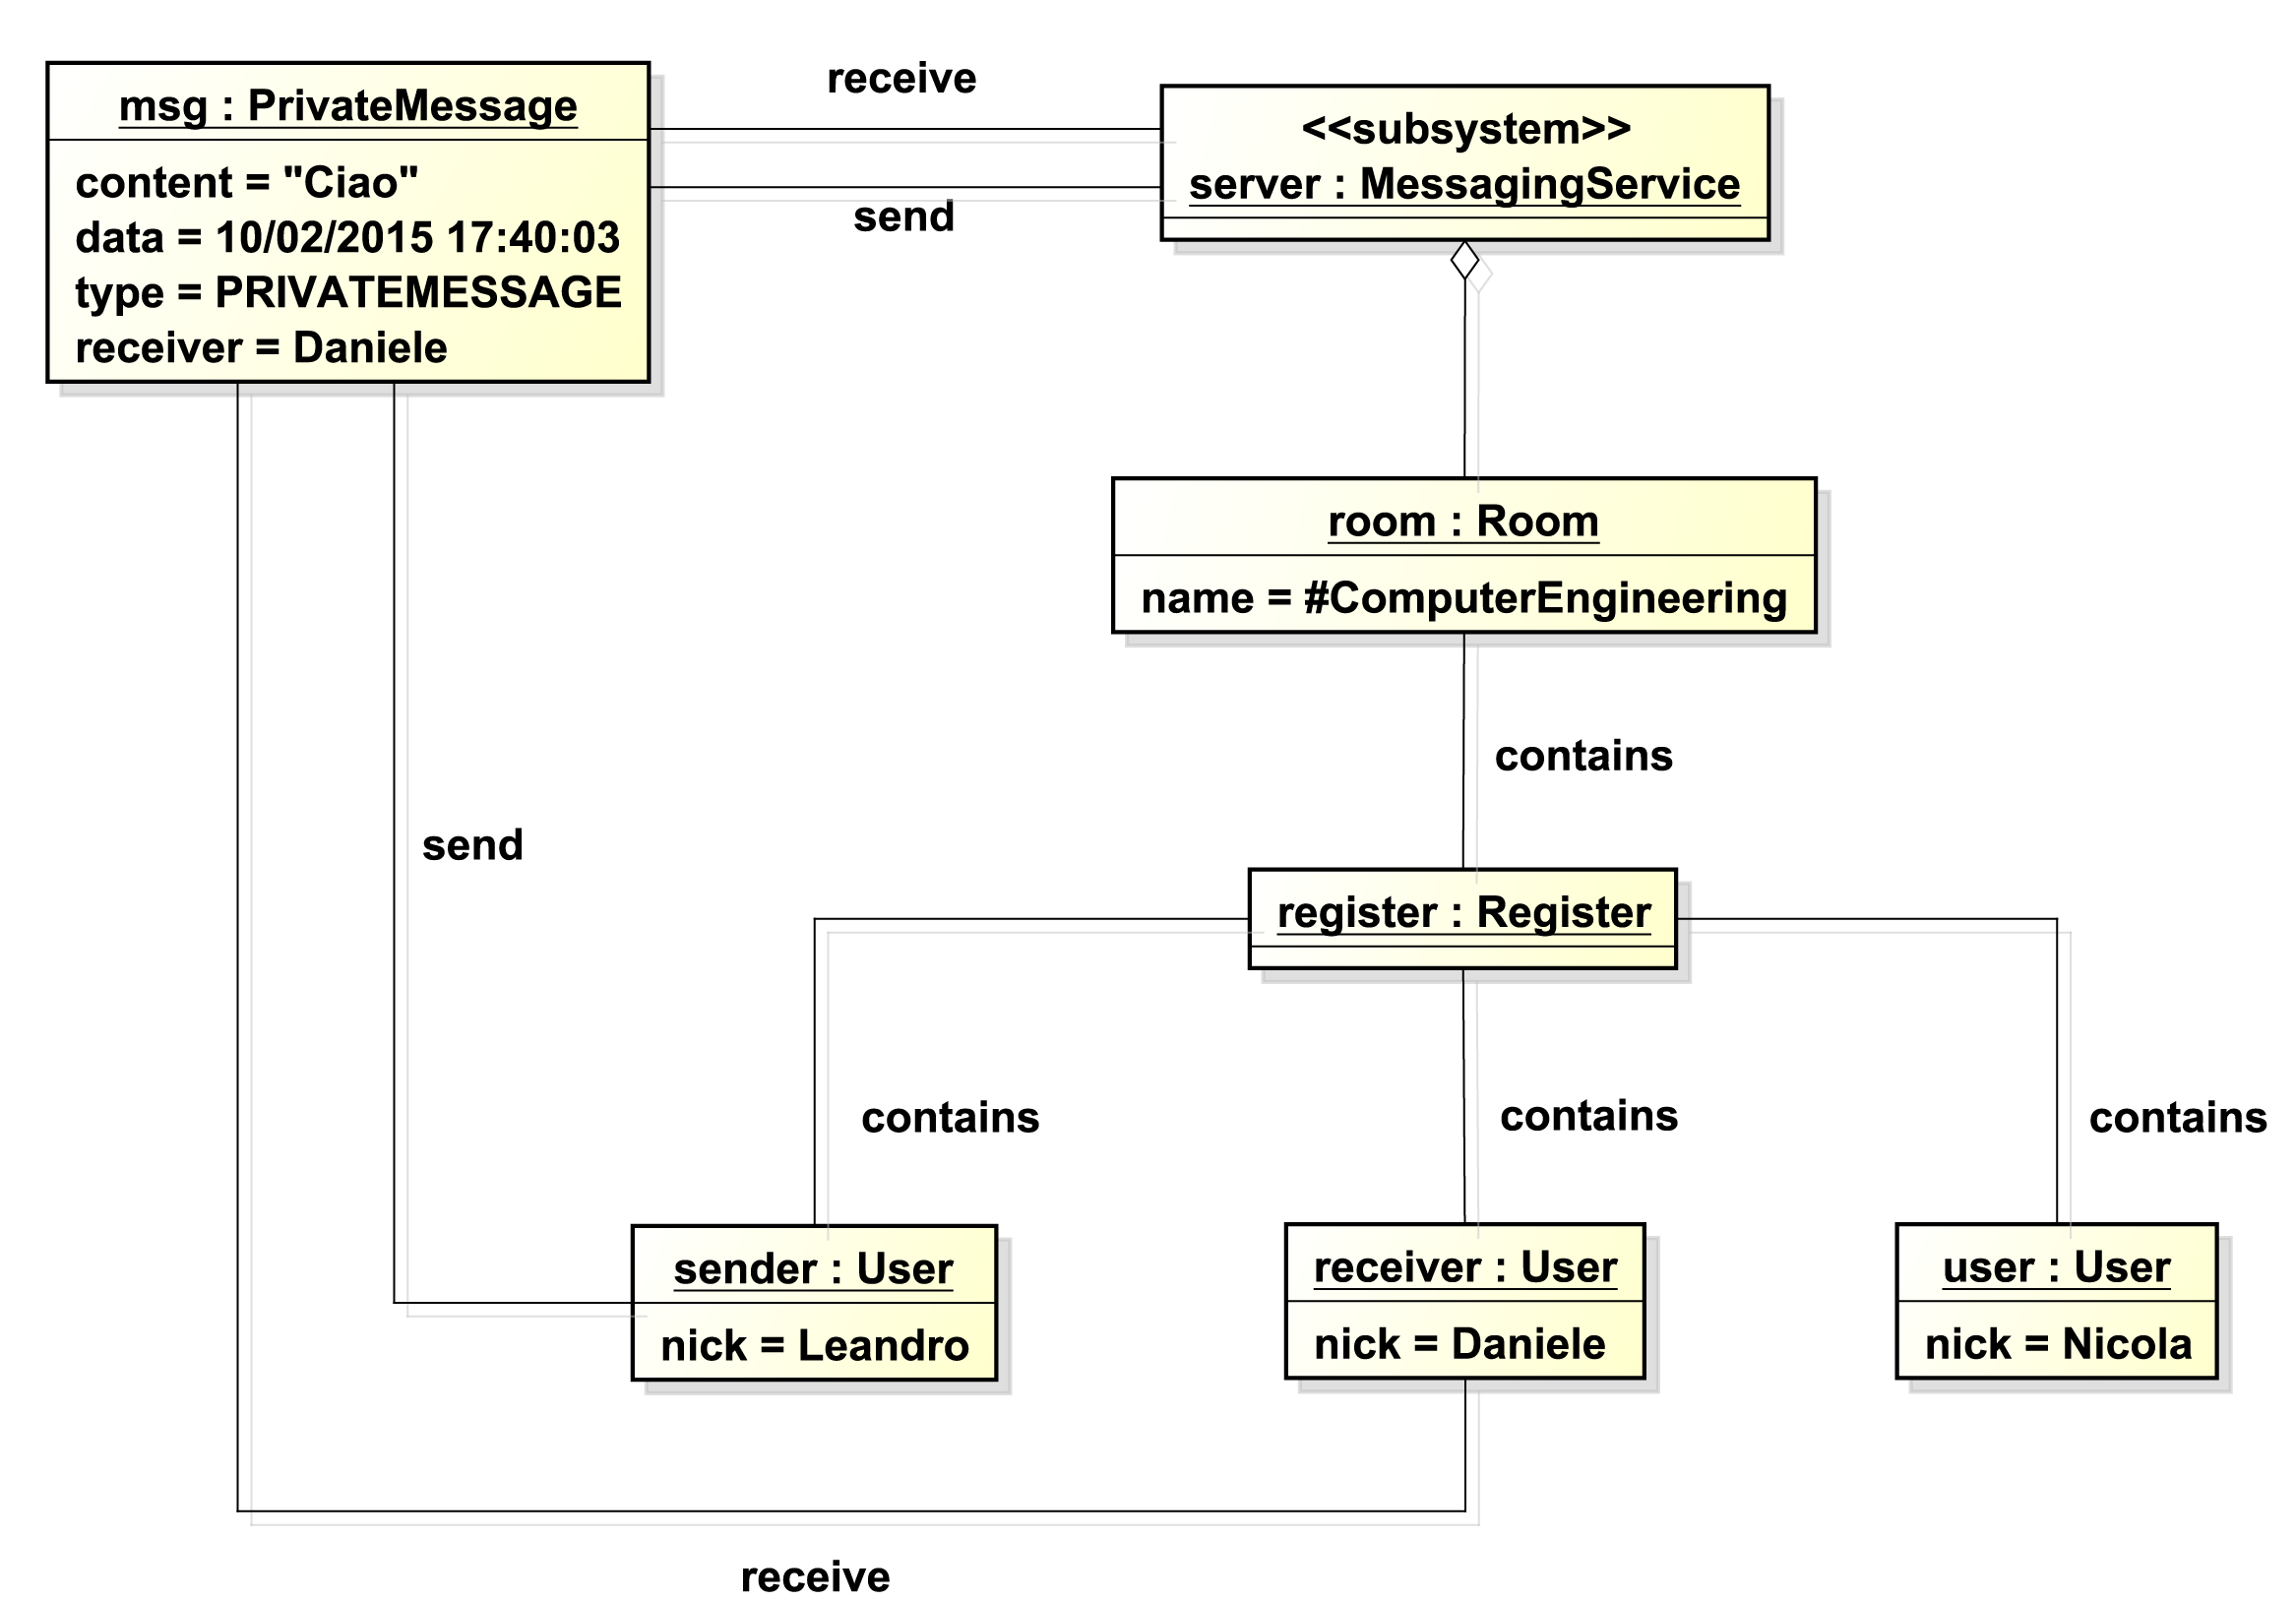 receive
msg : PrivateMessage
content = "Ciao"
data = 10/02/2015 17:40:03
type = PRIVATEMESSAGE
receiver = Daniele
<<subsystem>>
server : MessagingService
send
room : Room
name = #ComputerEngineering
contains
send
register : Register
contains
contains
contains
sender : User
nick = Leandro
receiver : User
nick = Daniele
user : User
nick = Nicola
receive